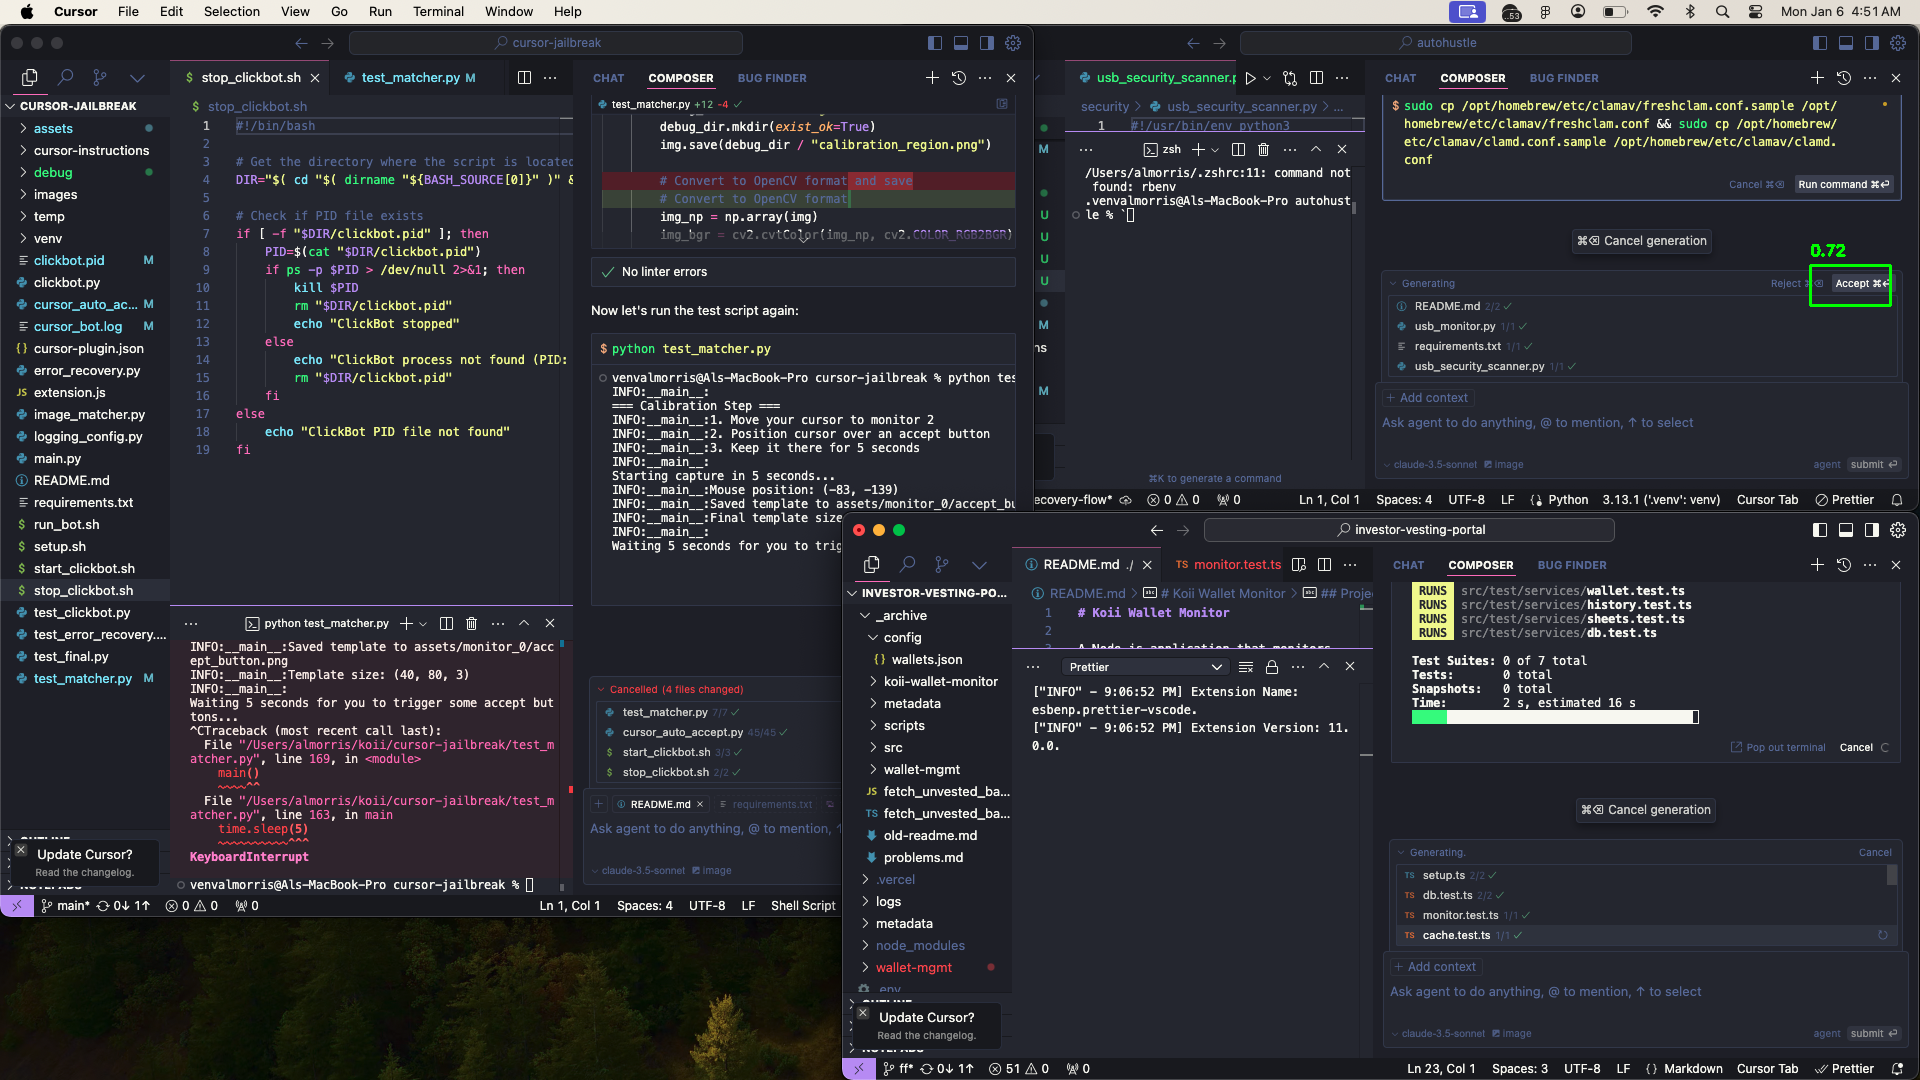 Cursor File Edit Selection View Go Run Terminal Window Help
.53
Mon Jan 6 4:51 AM
cursor-jailbreak
CURSOR-JAILBREAK
assets
cursor-instructions
debug
images
temp
venv
clickbot.pid M
clickbot.py
cursor_auto_ac... M
cursor_bot.log M
cursor-plugin.json
error_recovery.py
extension.js
image_matcher.py
logging_config.py
main.py
README.md
requirements.txt
run_bot.sh
setup.sh
start_clickbot.sh
stop_clickbot.sh
test_clickbot.py
test_error_recovery....
test_final.py
test_matcher.py M
Update Cursor?
Read the changelog.
stop_clickbot.sh
test_matcher.py M
stop_clickbot.sh
1 #!/bin/bash
2
3 # Get the directory where the script is located
4 DIR="$( cd "$( dirname "${BASH_SOURCE[0]}" )" &
5
6 # Check if PID file exists
7 if [ -f "$DIR/clickbot.pid" ]; then
8 PID=$(cat "$DIR/clickbot.pid")
9 if ps -p $PID > /dev/null 2>&1; then
10 kill $PID
11 rm "$DIR/clickbot.pid"
12 echo "ClickBot stopped"
13 else
14 echo "ClickBot process not found (PID:
15 rm "$DIR/clickbot.pid"
16 fi
17 else
18 echo "ClickBot PID file not found"
19 fi
python test_matcher.py
INFO:__main__:Saved template to assets/monitor_0/acc
ept_button.png
INFO:__main__:Template size: (40, 80, 3)
INFO:__main__:
Waiting 5 seconds for you to trigger some accept but
tons...
^CTraceback (most recent call last):
File "/Users/almorris/koii/cursor-jailbreak/test_m
atcher.py", line 169, in <module>
main()
~~~~^^
File "/Users/almorris/koii/cursor-jailbreak/test_m
atcher.py", line 163, in main
time.sleep(5)
~~~~~~~~~~^^^
KeyboardInterrupt
venvalmorris@Als-MacBook-Pro cursor-jailbreak %
main* 0↓ 1↑ 0 0 0
Ln 1, Col 1 Spaces: 4 UTF-8 LF Shell Script
CHAT COMPOSER BUG FINDER
test_matcher.py +12 -4
debug_dir.mkdir(exist_ok=True)
img.save(debug_dir / "calibration_region.png")
# Convert to OpenCV format and save
# Convert to OpenCV format
img_np = np.array(img)
img_bgr = cv2.cvtColor(img_np, cv2.COLOR_RGB2BGR)
No linter errors
Now let's run the test script again:
$ python test_matcher.py
venvalmorris@Als-MacBook-Pro cursor-jailbreak % python tes
INFO:__main__:
=== Calibration Step ===
INFO:__main__:1. Move your cursor to monitor 2
INFO:__main__:2. Position cursor over an accept button
INFO:__main__:3. Keep it there for 5 seconds
INFO:__main__:
Starting capture in 5 seconds...
INFO:__main__:Mouse position: (-83, -139)
INFO:__main__:Saved template to assets/monitor_0/accept_bu
INFO:__main__:Final template size
INFO:__main__:
Waiting 5 seconds for you to trig
Cancelled (4 files changed)
test_matcher.py 7/7
cursor_auto_accept.py 45/45
start_clickbot.sh 3/3
stop_clickbot.sh 2/2
README.md
requirements.txt
Ask agent to do anything, @ to mention, ↑
claude-3.5-sonnet image
autohustle
usb_security_scanner.p
security > usb_security_scanner.py > ...
1 #!/usr/bin/env python3
M
U
U
U
U
M
ns
M
zsh
/Users/almorris/.zshrc:11: command not
found: rbenv
.venvalmorris@Als-MacBook-Pro autohust
le % `
⌘K to generate a command
ecovery-flow* 0 0 0
Ln 1, Col 1 Spaces: 4 UTF-8 LF Python 3.13.1 ('.venv': venv) Cursor Tab Prettier
CHAT COMPOSER BUG FINDER
$ sudo cp /opt/homebrew/etc/clamav/freshclam.conf.sample /opt/
homebrew/etc/clamav/freshclam.conf && sudo cp /opt/homebrew/
etc/clamav/clamd.conf.sample /opt/homebrew/etc/clamav/clamd.
conf
Cancel ⌘⌫ Run command ⌘⏎
⌘⌫ Cancel generation
0.72
Generating Reject ⌘⌫ Accept ⌘⏎
README.md 2/2
usb_monitor.py 1/1
requirements.txt 1/1
usb_security_scanner.py 1/1
+ Add context
Ask agent to do anything, @ to mention, ↑ to select
claude-3.5-sonnet image
agent submit ⏎
investor-vesting-portal
INVESTOR-VESTING-PO...
_archive
config
wallets.json
koii-wallet-monitor
metadata
scripts
src
wallet-mgmt
fetch_unvested_ba...
fetch_unvested_ba...
old-readme.md
problems.md
.vercel
logs
metadata
node_modules
wallet-mgmt
.env
Update Cursor?
Read the changelog.
README.md ./
monitor.test.ts
README.md > # Koii Wallet Monitor > ## Proje
1 # Koii Wallet Monitor
2
Prettier
["INFO" - 9:06:52 PM] Extension Name:
esbenp.prettier-vscode.
["INFO" - 9:06:52 PM] Extension Version: 11.
0.0.
CHAT COMPOSER BUG FINDER
RUNS src/test/services/wallet.test.ts
RUNS src/test/services/history.test.ts
RUNS src/test/services/sheets.test.ts
RUNS src/test/services/db.test.ts
Test Suites: 0 of 7 total
Tests: 0 total
Snapshots: 0 total
Time: 2 s, estimated 16 s
Pop out terminal Cancel
⌘⌫ Cancel generation
Generating. Cancel
setup.ts 2/2
db.test.ts 2/2
monitor.test.ts 1/1
cache.test.ts 1/1
+ Add context
Ask agent to do anything, @ to mention, ↑ to select
claude-3.5-sonnet image
agent submit ⏎
ff* 0↓ 1↑ 51 0 0
Ln 23, Col 1 Spaces: 3 UTF-8 LF Markdown Cursor Tab Prettier